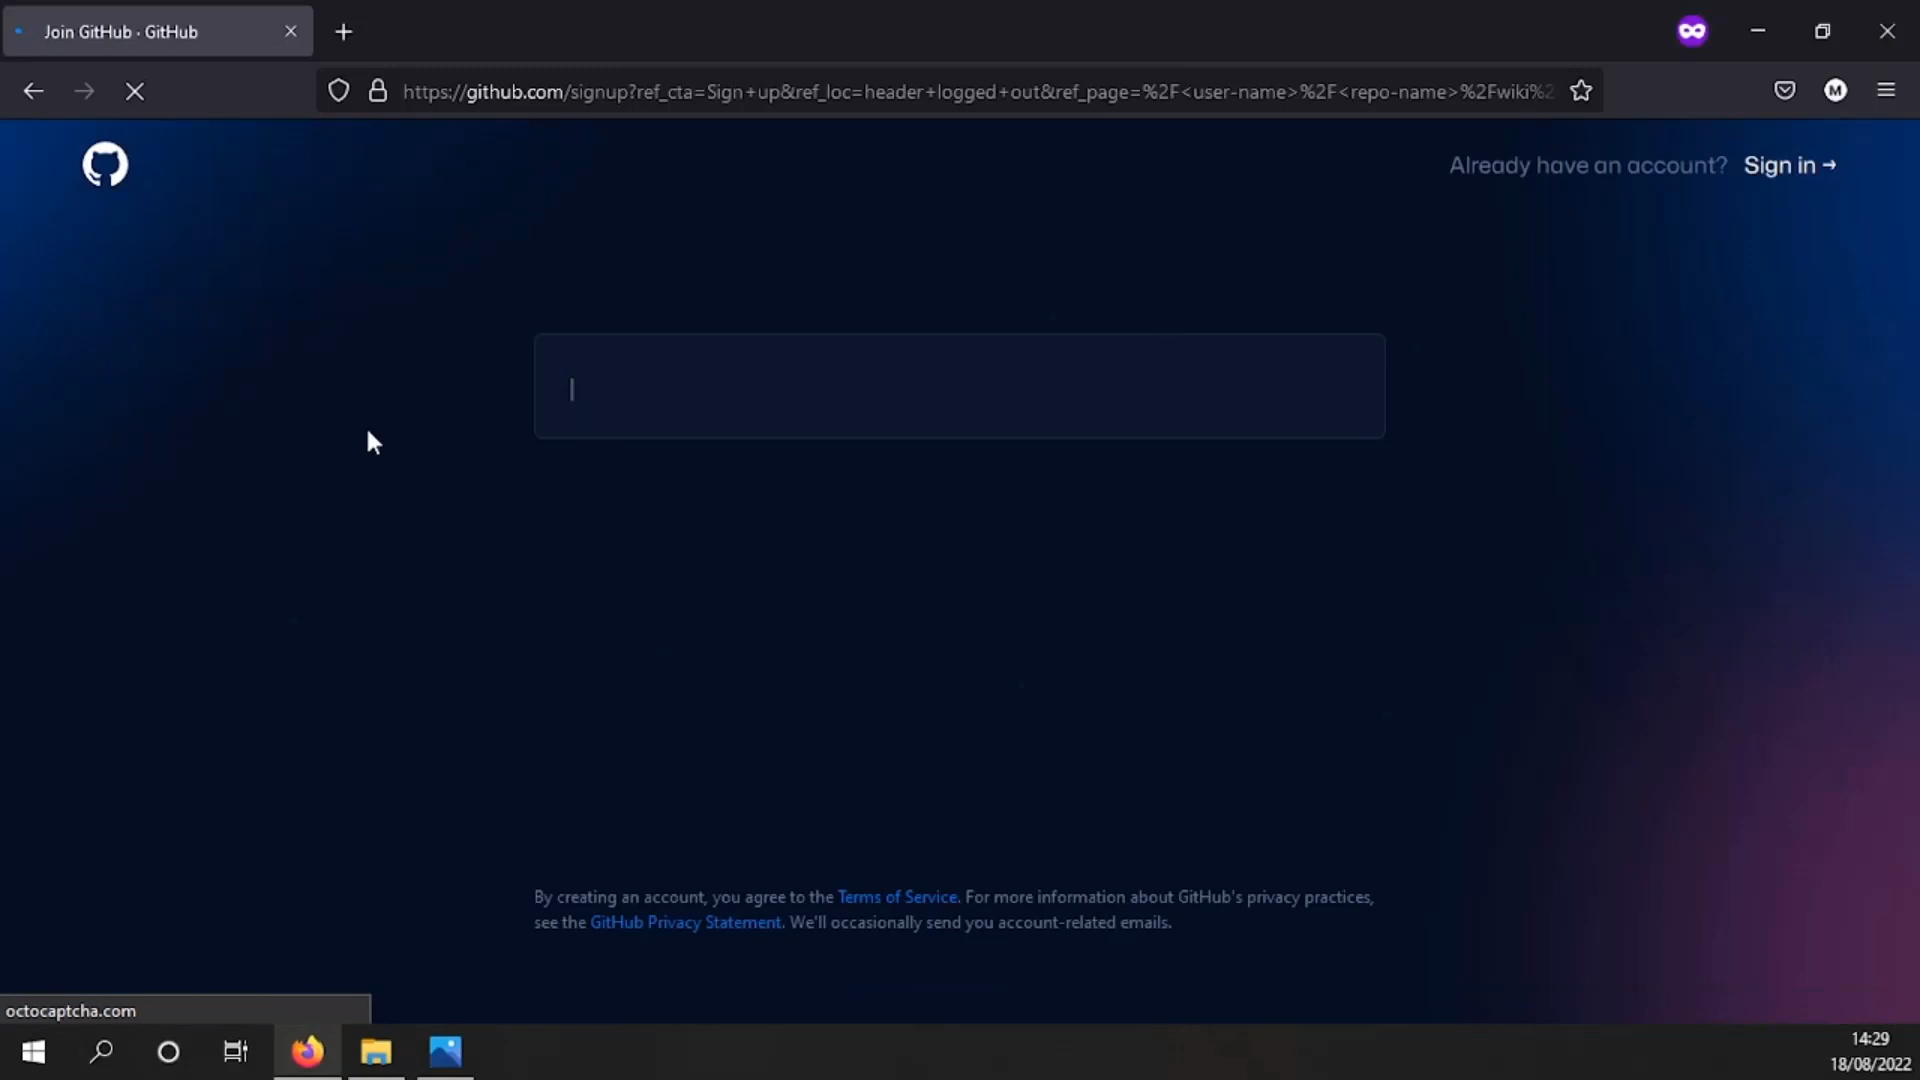 Join GitHub · GitHub
https://github.com/signup?ref_cta=Sign+up&ref_loc=header+logged+out&ref_page=%2F<user-name>%2F<repo-name>%2Fwiki%2
M
Already have an account? Sign in →
By creating an account, you agree to the Terms of Service. For more information about GitHub's privacy practices,
see the GitHub Privacy Statement. We'll occasionally send you account-related emails.
octocaptcha.com
14:29
18/08/2022